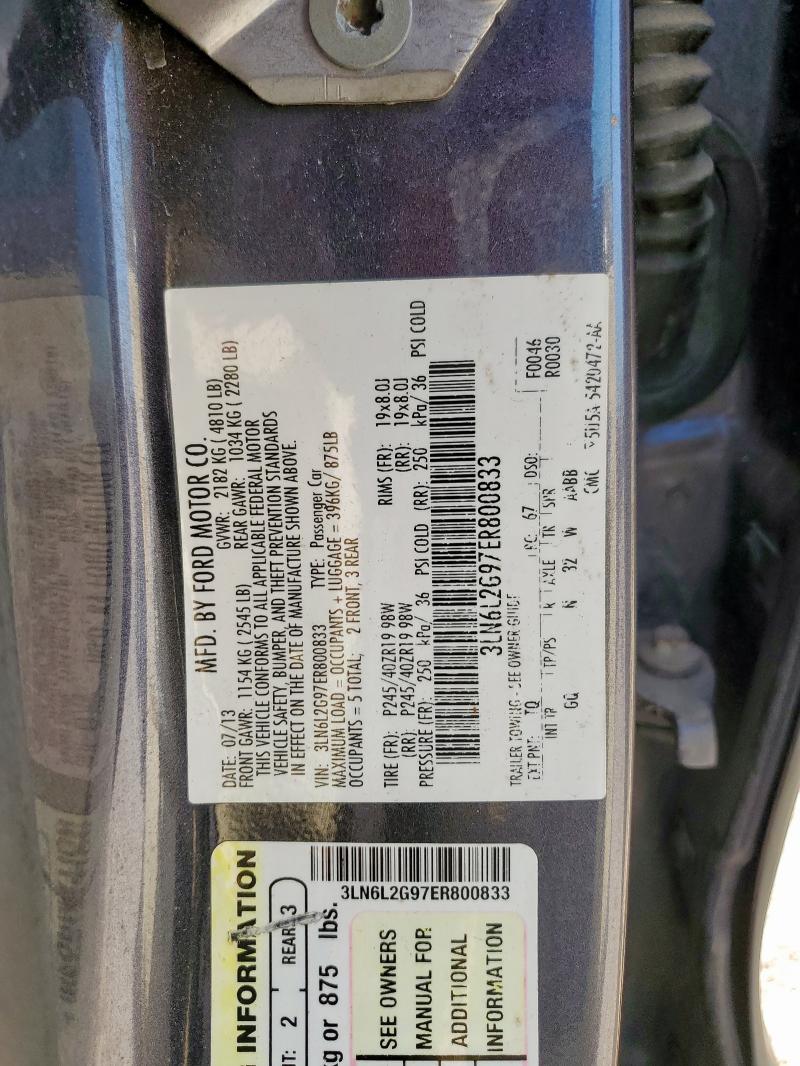 MFD. BY FORD MOTOR CO.
DATE: 07/13 GVWR: 2182 KG ( 4810 LB)
FRONT GAWR: 1154 KG ( 2545 LB) REAR GAWR: 1034 KG ( 2280 LB)
THIS VEHICLE CONFORMS TO ALL APPLICABLE FEDERAL MOTOR
VEHICLE SAFETY, BUMPER, AND THEFT PREVENTION STANDARDS
IN EFFECT ON THE DATE OF MANUFACTURE SHOWN ABOVE.
VIN: 3LN6L2G97ER800833 TYPE: Passenger Car
MAXIMUM LOAD = OCCUPANTS + LUGGAGE = 396KG/ 875LB
OCCUPANTS = 5 TOTAL; 2 FRONT, 3 REAR
TIRE (FR): P245/40ZR19 98W RIMS (FR): 19x8.0J
(RR): P245/40ZR19 98W (RR): 19x8.0J
PRESSURE (FR): 250 kPa/ 36 PSI COLD (RR): 250 kPa/ 36 PSI COLD
3LN6L2G97ER800833
TRAILER TOWING - SEE OWNER GUIDE
F0046
EXT PNT: TQ RC: 67 DSO: R0030
INT TR TP/PS R AXLE TR SPR
GQ N 32 W AABB
INFORMATION
2 REAR 3
kg or 875 lbs.
3LN6L2G97ER800833
SEE OWNERS
MANUAL FOR
ADDITIONAL
INFORMATION